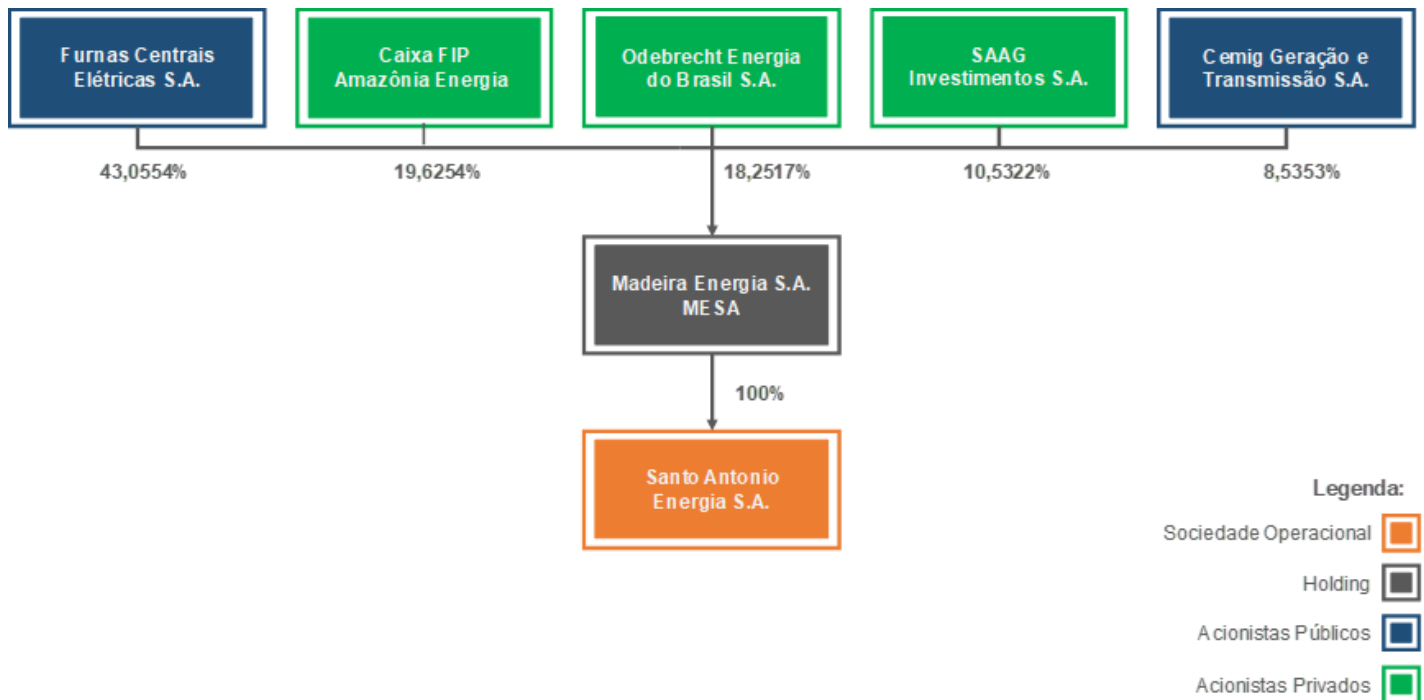 Furnas Centrais
Elétricas S.A.
Caixa FIP
Amazônia Energia
Odebrecht Energia
do Brasil S.A.
SAAG
Investimentos S.A.
Cemig Geração e
Transmissão S.A.
43,0554%
19,6254%
18,2517%
10,5322%
8,5353%
Madeira Energia S.A.
MESA
100%
Santo Antonio
Energia S.A.
Legenda:
Sociedade Operacional
Holding
Acionistas Públicos
Acionistas Privados